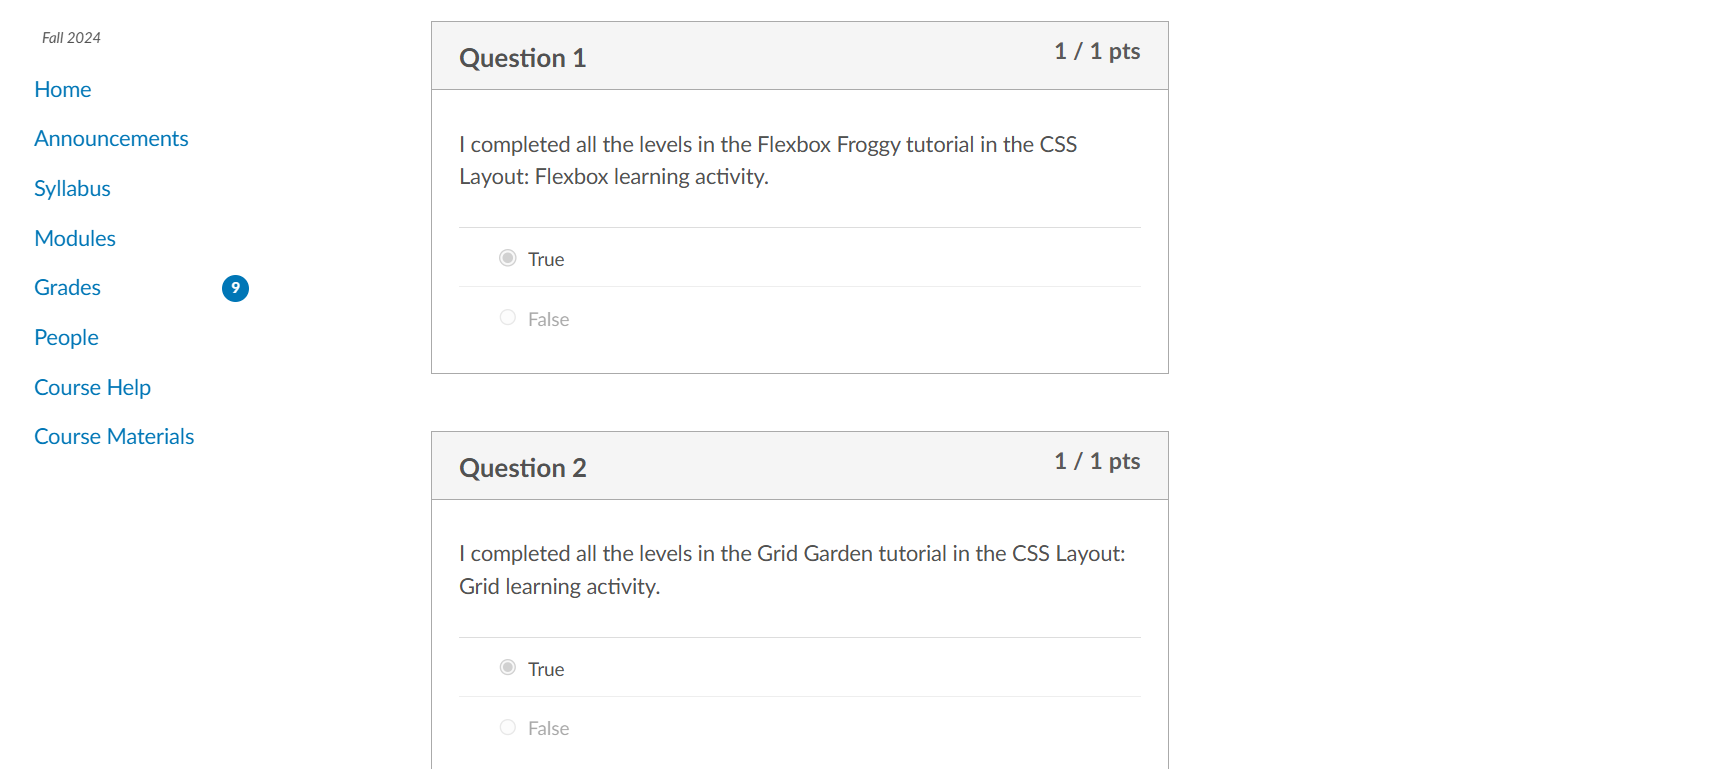 Fall 2024
Home
Announcements
Syllabus
Modules
Grades 9
People
Course Help
Course Materials
Question 1
1 / 1 pts
I completed all the levels in the Flexbox Froggy tutorial in the CSS
Layout: Flexbox learning activity.
True
False
Question 2
1 / 1 pts
I completed all the levels in the Grid Garden tutorial in the CSS Layout:
Grid learning activity.
True
False